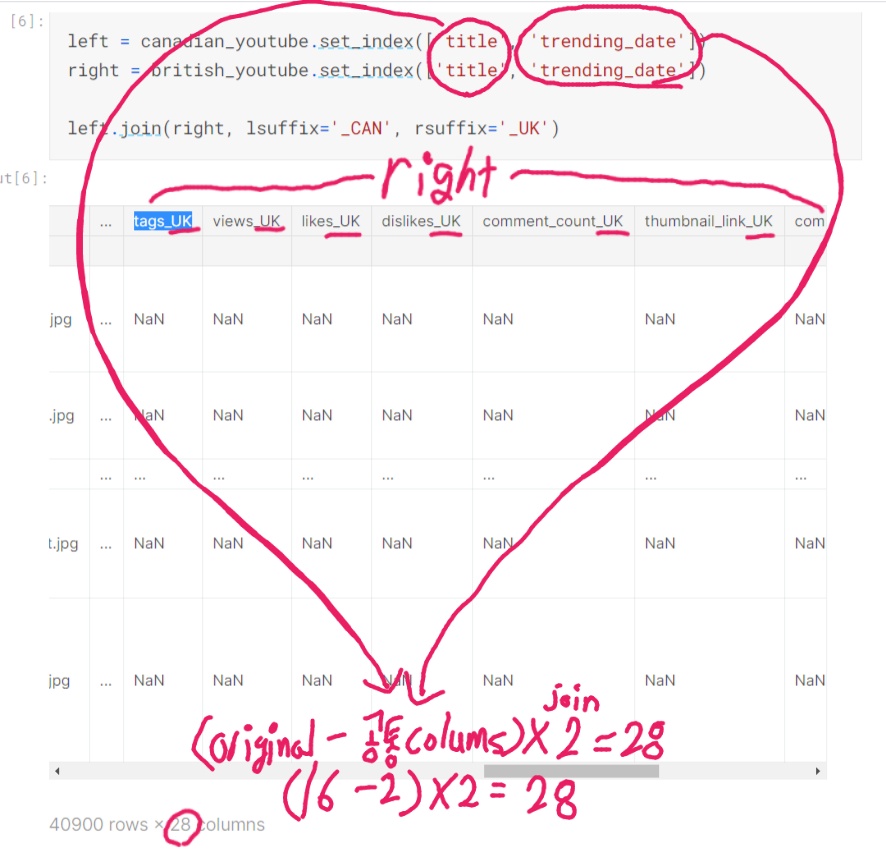 [6]:
left = canadian_youtube.set_index(['title', 'trending_date'])
right = british_youtube.set_index(['title', 'trending_date'])
left.join(right, lsuffix='_CAN', rsuffix='_UK')
ut[6]:
right
... tags_UK views_UK likes_UK dislikes_UK comment_count_UK thumbnail_link_UK com
jpg ... NaN NaN NaN NaN NaN NaN NaN
.jpg ... NaN NaN NaN NaN NaN NaN NaN
... ... ... ... ... ... ... ...
t.jpg ... NaN NaN NaN NaN NaN NaN NaN
jpg ... NaN NaN NaN NaN NaN NaN NaN
join
(original - 공통colums)X2=28
(16-2)X2=28
40900 rows × 28 columns